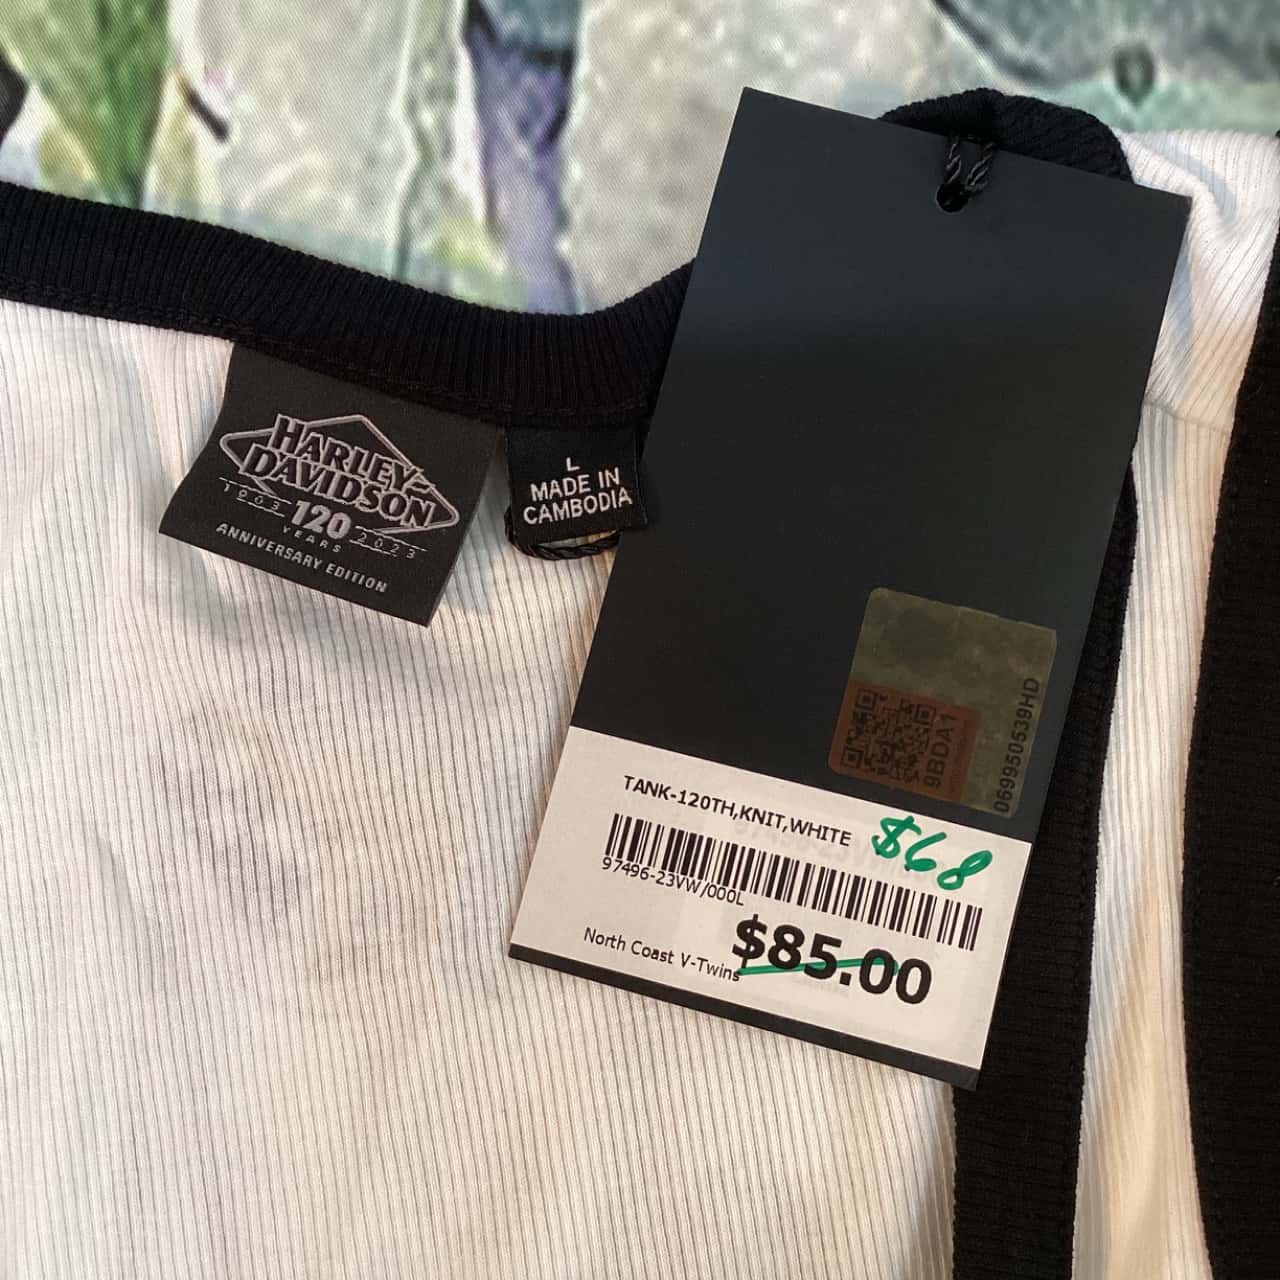 HARLEY-
DAVIDSON
1903 120 2023
YEARS
ANNIVERSARY EDITION
L
MADE IN
CAMBODIA
9BDA1
069950539HD
TANK-120TH,KNIT,WHITE
$68
97496-23VW/000L
$85.00
North Coast V-Twins